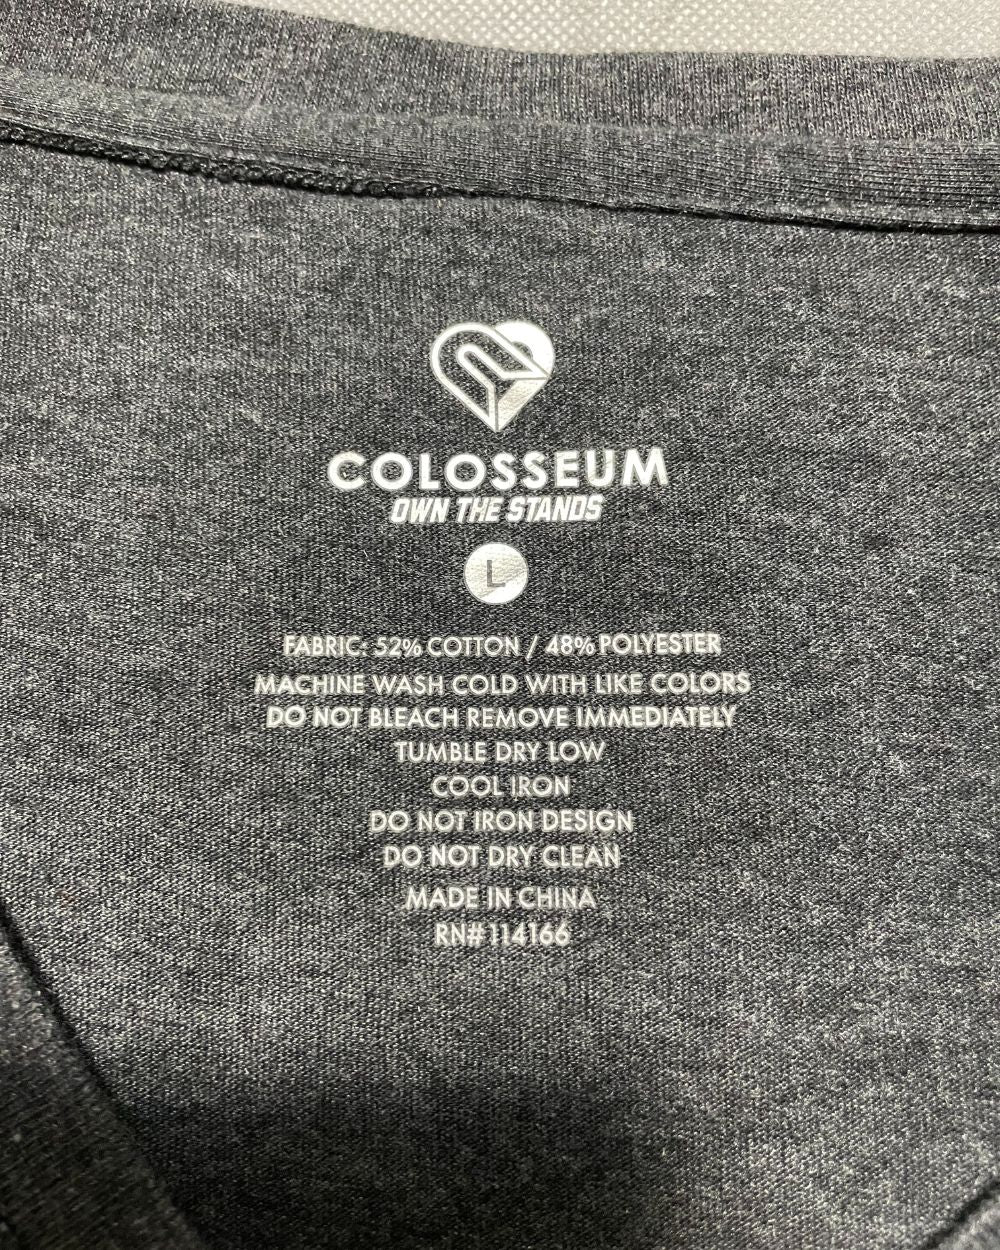 COLOSSEUM
OWN THE STANDS
L
FABRIC: 52% COTTON / 48% POLYESTER
MACHINE WASH COLD WITH LIKE COLORS
DO NOT BLEACH REMOVE IMMEDIATELY
TUMBLE DRY LOW
COOL IRON
DO NOT IRON DESIGN
DO NOT DRY CLEAN
MADE IN CHINA
RN#114166